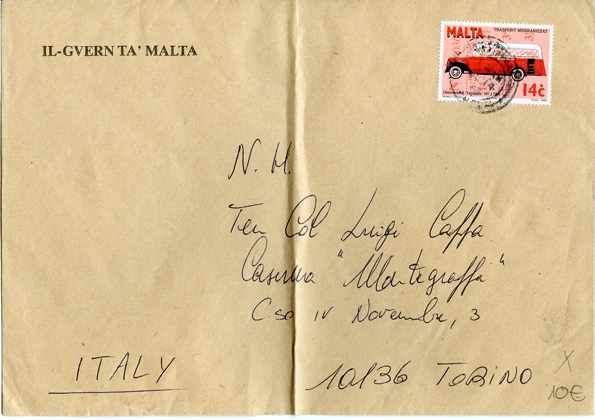 IL-GVERN TA' MALTA
MALTA
TRASPORT MEKKANIZZAT
14ċ
N. H.
Ten Col Luigi Caffa
Caserma "Montegrappa"
C.so IV Novembre, 3
ITALY
10136 TORINO
X
10€